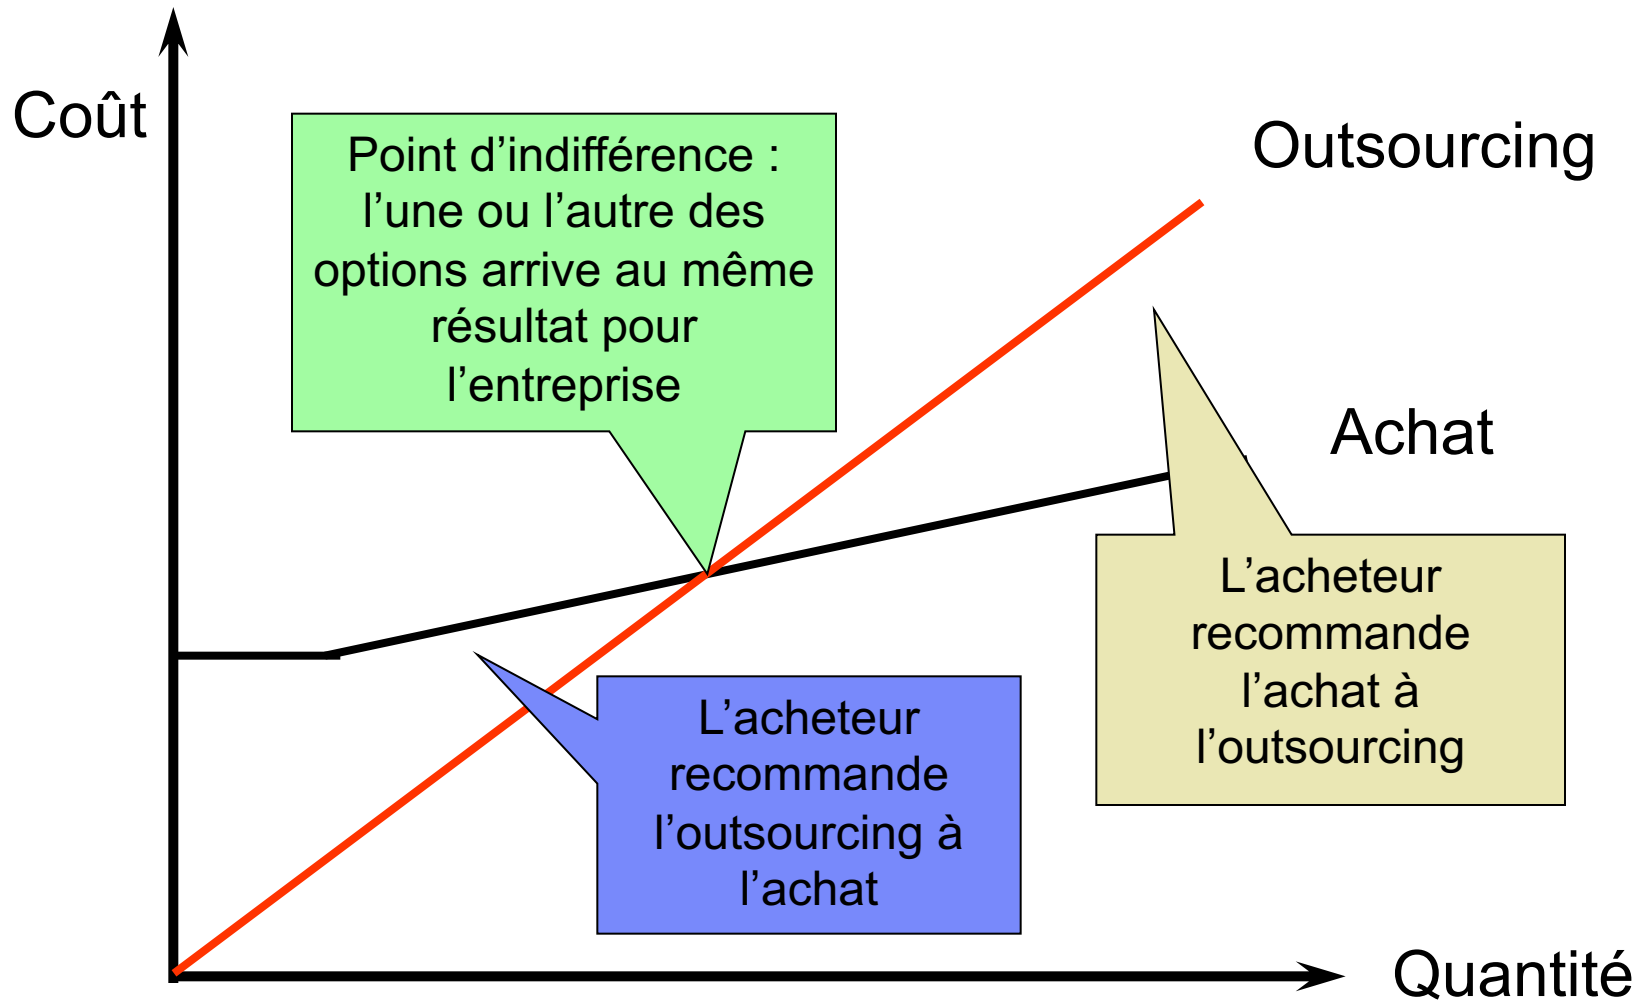 Coût
Point d’indifférence :
l’une ou l’autre des
options arrive au même
résultat pour
l’entreprise
Outsourcing
Achat
L’acheteur
recommande
l’achat à
l’outsourcing
L’acheteur
recommande
l’outsourcing à
l’achat
Quantité